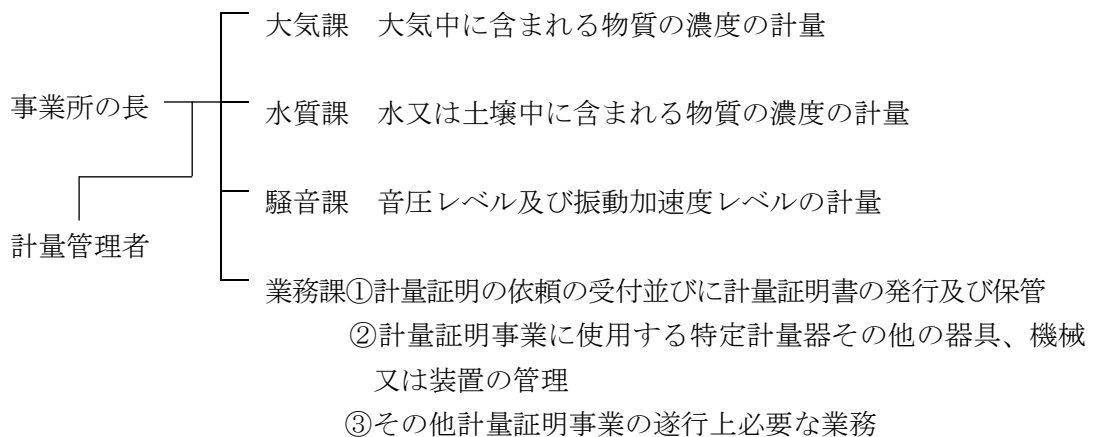 大気課　大気中に含まれる物質の濃度の計量
事業所の長
水質課　水又は土壌中に含まれる物質の濃度の計量
騒音課　音圧レベル及び振動加速度レベルの計量
計量管理者
業務課①計量証明の依頼の受付並びに計量証明書の発行及び保管
②計量証明事業に使用する特定計量器その他の器具、機械
又は装置の管理
③その他計量証明事業の遂行上必要な業務